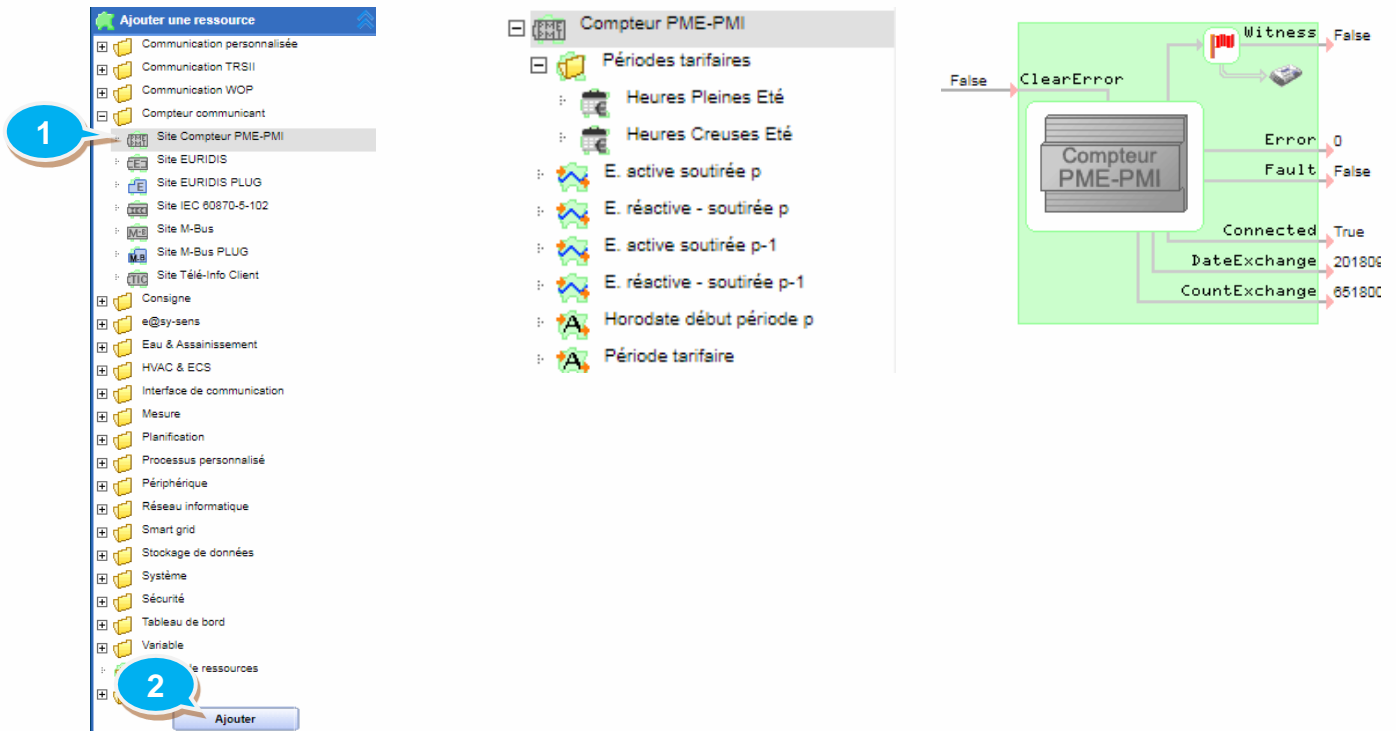 Ajouter une ressource
Communication personnalisée
Communication TRSII
Communication WOP
Compteur communicant
1
Site Compteur PME-PMI
Site EURIDIS
Site EURIDIS PLUG
Site IEC 60870-5-102
Site M-Bus
Site M-Bus PLUG
Site Télé-Info Client
Consigne
e@sy-sens
Eau & Assainissement
HVAC & ECS
Interface de communication
Mesure
Planification
Processus personnalisé
Périphérique
Réseau informatique
Smart grid
Stockage de données
Système
Sécurité
Tableau de bord
Variable
ressources
2
Ajouter
Compteur PME-PMI
Périodes tarifaires
Heures Pleines Eté
Heures Creuses Eté
E. active soutirée p
E. réactive - soutirée p
E. active soutirée p-1
E. réactive - soutirée p-1
Horodate début période p
Période tarifaire
Witness False
False ClearError
Compteur
PME-PMI
Error 0
Fault False
Connected True
DateExchange 201809
CountExchange 651800